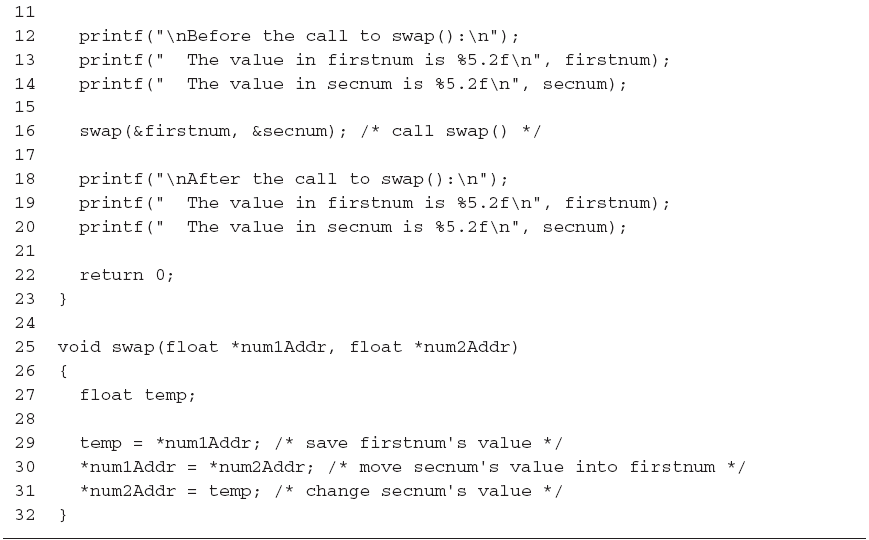 11
12    printf("\nBefore the call to swap():\n");
13    printf("  The value in firstnum is %5.2f\n", firstnum);
14    printf("  The value in secnum is %5.2f\n", secnum);
15
16    swap(&firstnum, &secnum); /* call swap() */
17
18    printf("\nAfter the call to swap():\n");
19    printf("  The value in firstnum is %5.2f\n", firstnum);
20    printf("  The value in secnum is %5.2f\n", secnum);
21
22    return 0;
23  }
24
25  void swap(float *num1Addr, float *num2Addr)
26  {
27    float temp;
28
29    temp = *num1Addr; /* save firstnum's value */
30    *num1Addr = *num2Addr; /* move secnum's value into firstnum */
31    *num2Addr = temp; /* change secnum's value */
32  }